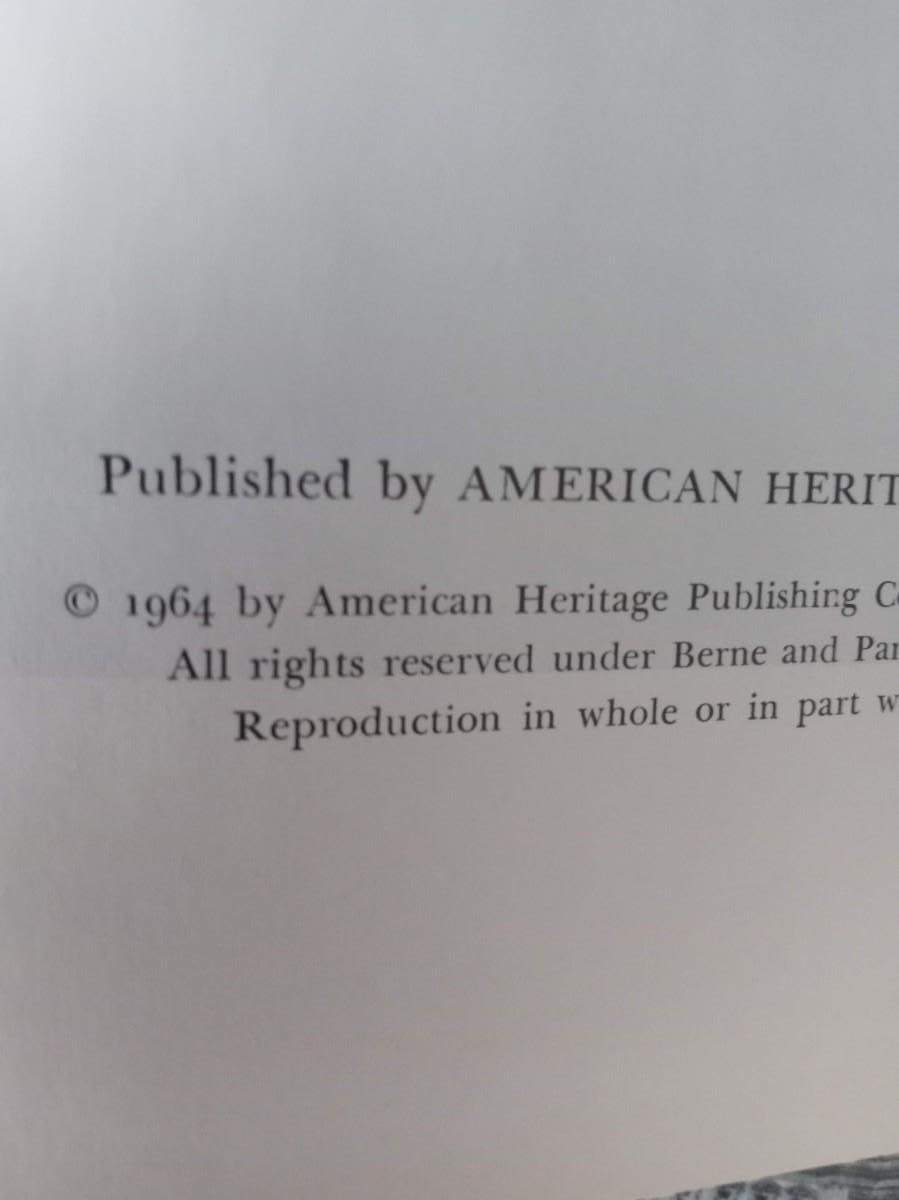 Published by AMERICAN HERIT
© 1964 by American Heritage Publishing C
All rights reserved under Berne and Pa
Reproduction in whole or in part w